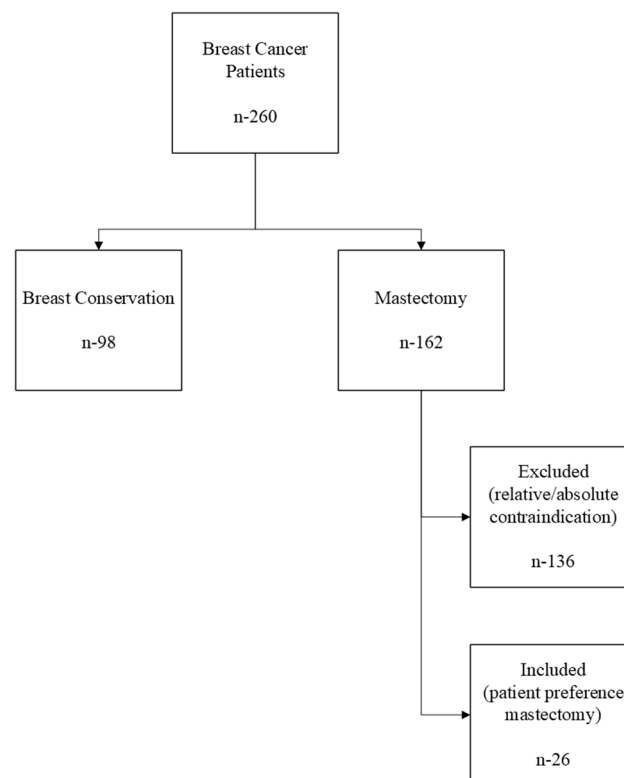 Breast Cancer
Patients
n-260
Breast Conservation
n-98
Mastectomy
n-162
Excluded
(relative/absolute
contraindication)
n-136
Included
(patient preference
mastectomy)
n-26